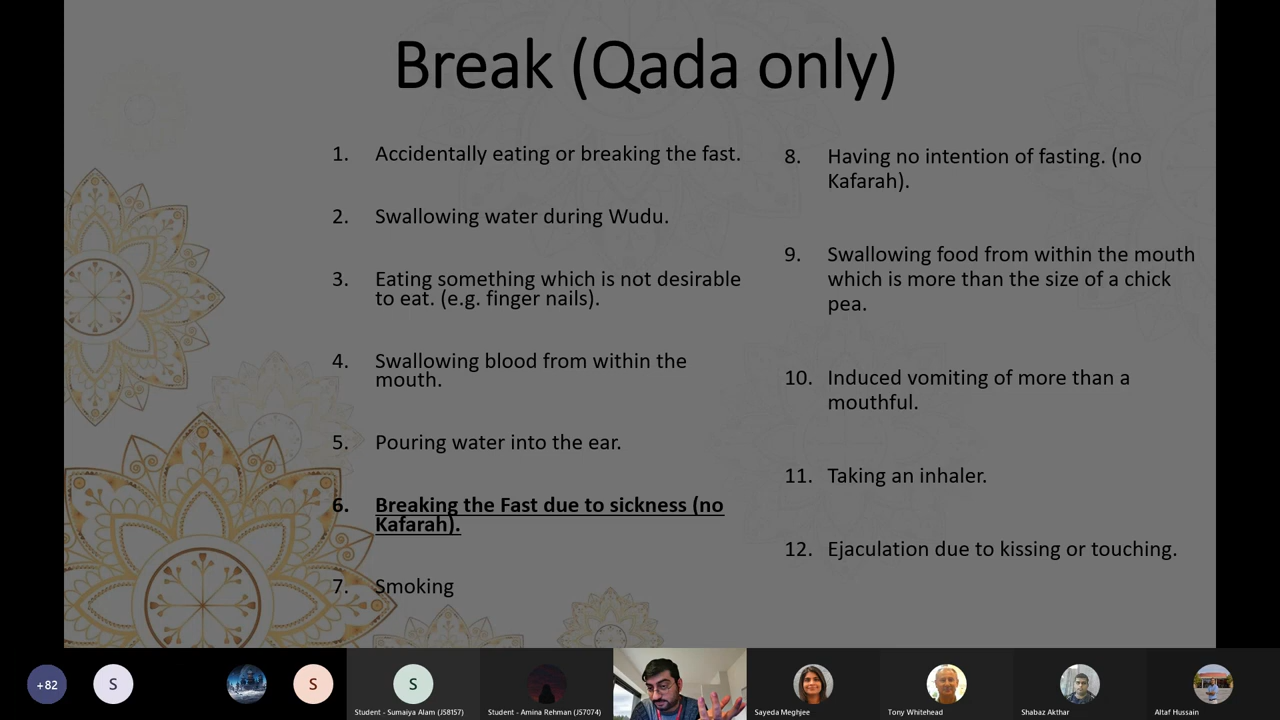 Break (Qada only)
1. Accidentally eating or breaking the fast.
2. Swallowing water during Wudu.
3. Eating something which is not desirable
to eat. (e.g. finger nails).
4. Swallowing blood from within the
mouth.
5. Pouring water into the ear.
6. Breaking the Fast due to sickness (no
Kafarah).
7. Smoking
8. Having no intention of fasting. (no
Kafarah).
9. Swallowing food from within the mouth
which is more than the size of a chick
pea.
10. Induced vomiting of more than a
mouthful.
11. Taking an inhaler.
12. Ejaculation due to kissing or touching.
+82
S
S
S
Student - Sumaiya Alam (JS8157)
Student - Amina Rehman (JS7074)
Sayeda Meghjee
Tony Whitehead
Shabaz Akthar
Altaf Hussain